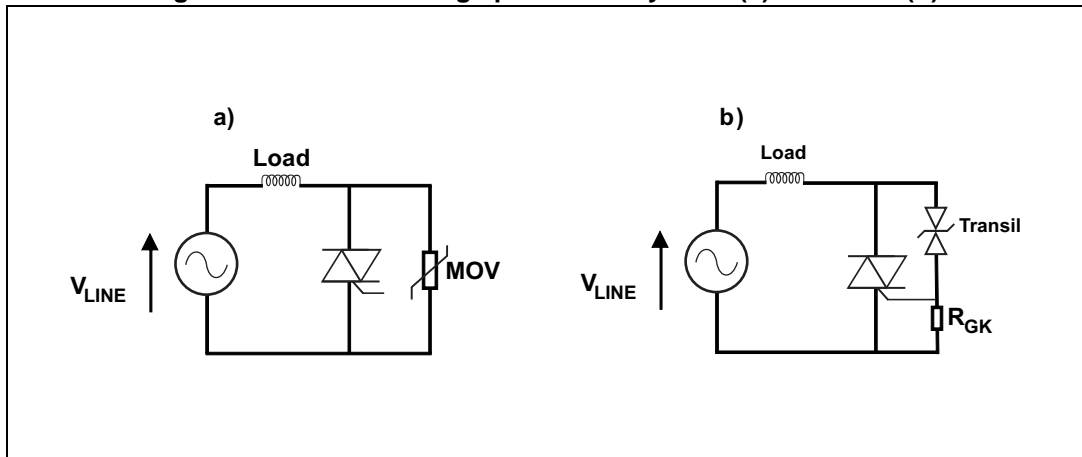 a)
Load
V_LINE
MOV
b)
Load
Transil
V_LINE
R_GK